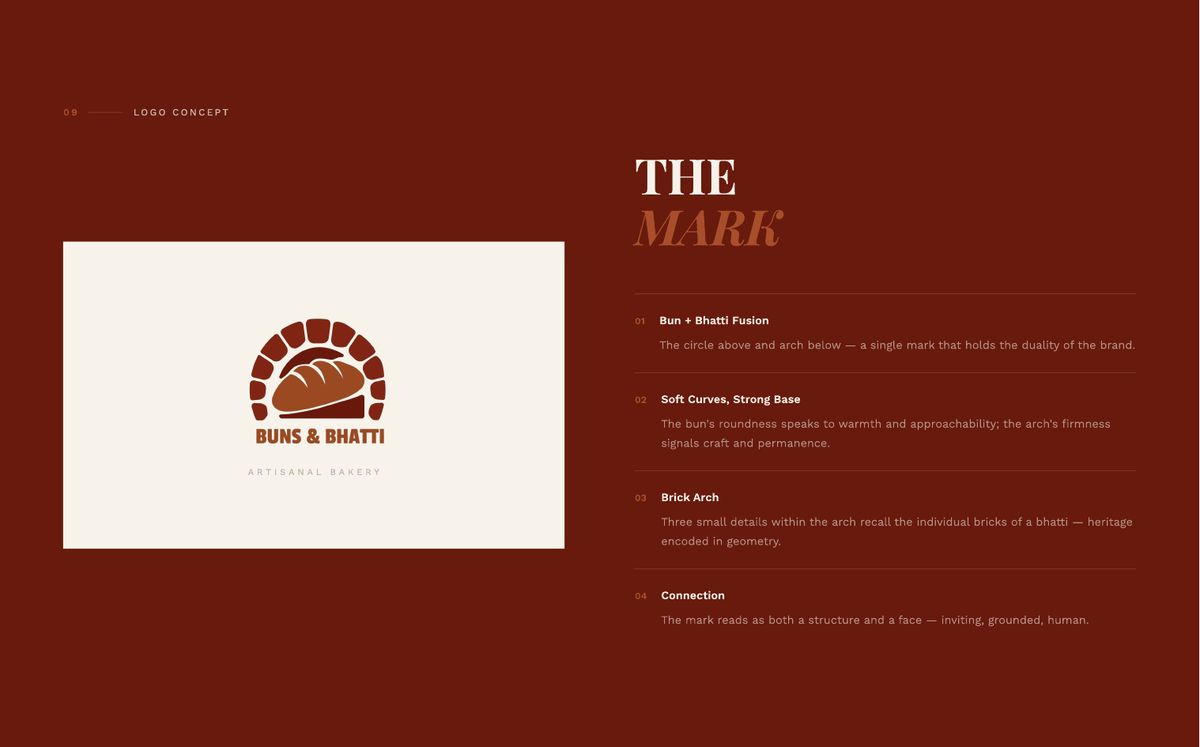 09 LOGO CONCEPT
THE
MARK
BUNS & BHATTI
ARTISANAL BAKERY
01 Bun + Bhatti Fusion
The circle above and arch below — a single mark that holds the duality of the brand.
02 Soft Curves, Strong Base
The bun's roundness speaks to warmth and approachability; the arch's firmness
signals craft and permanence.
03 Brick Arch
Three small details within the arch recall the individual bricks of a bhatti — heritage
encoded in geometry.
04 Connection
The mark reads as both a structure and a face — inviting, grounded, human.